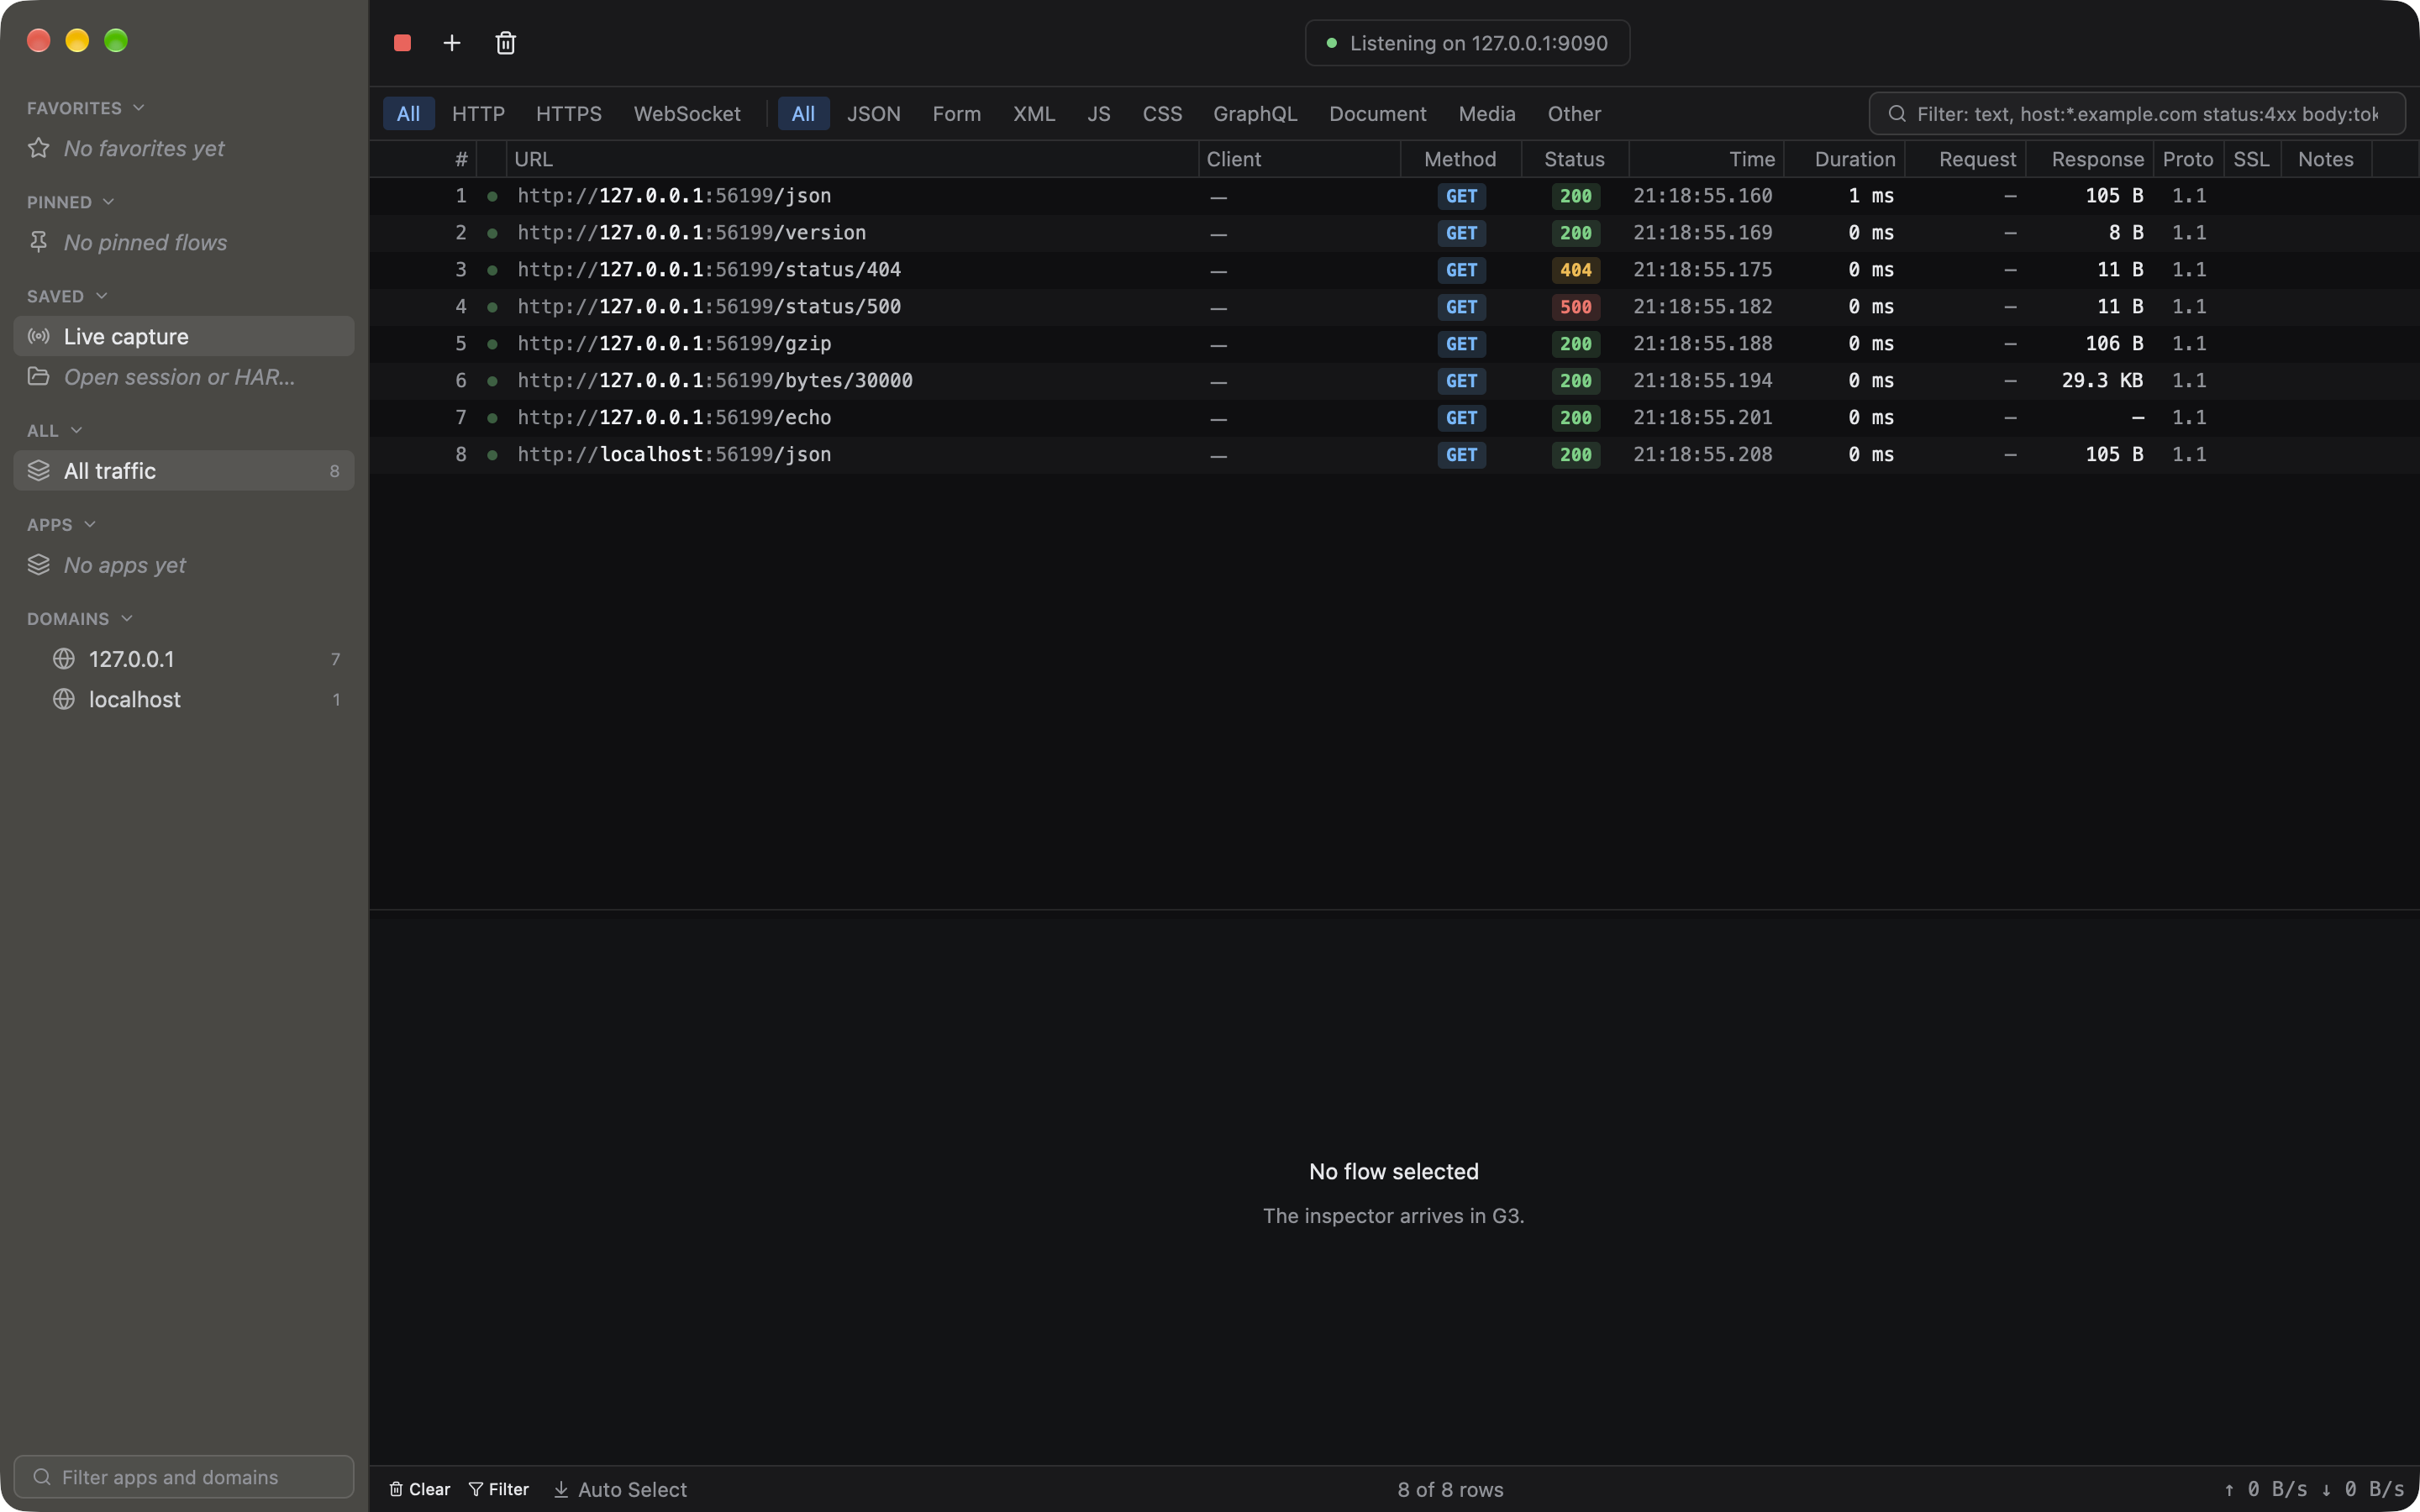 Listening on 127.0.0.1:9090
FAVORITES
No favorites yet
PINNED
No pinned flows
SAVED
Live capture
Open session or HAR...
ALL
All traffic 8
APPS
No apps yet
DOMAINS
127.0.0.1 7
localhost 1
Filter apps and domains
All HTTP HTTPS WebSocket All JSON Form XML JS CSS GraphQL Document Media Other Filter: text, host:*.example.com status:4xx body:tok
# URL Client Method Status Time Duration Request Response Proto SSL Notes
1 http://127.0.0.1:56199/json — GET 200 21:18:55.160 1 ms — 105 B 1.1
2 http://127.0.0.1:56199/version — GET 200 21:18:55.169 0 ms — 8 B 1.1
3 http://127.0.0.1:56199/status/404 — GET 404 21:18:55.175 0 ms — 11 B 1.1
4 http://127.0.0.1:56199/status/500 — GET 500 21:18:55.182 0 ms — 11 B 1.1
5 http://127.0.0.1:56199/gzip — GET 200 21:18:55.188 0 ms — 106 B 1.1
6 http://127.0.0.1:56199/bytes/30000 — GET 200 21:18:55.194 0 ms — 29.3 KB 1.1
7 http://127.0.0.1:56199/echo — GET 200 21:18:55.201 0 ms — — 1.1
8 http://localhost:56199/json — GET 200 21:18:55.208 0 ms — 105 B 1.1
No flow selected
The inspector arrives in G3.
Clear Filter Auto Select 8 of 8 rows ↑ 0 B/s ↓ 0 B/s